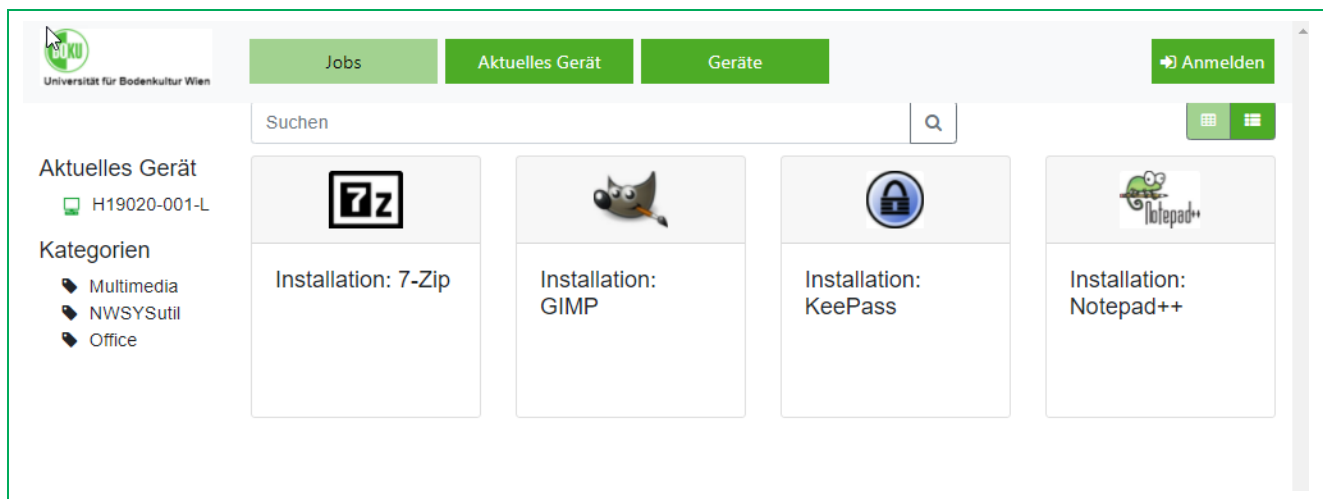 BOKU
Universität für Bodenkultur Wien
Jobs
Aktuelles Gerät
Geräte
Anmelden
Suchen
Aktuelles Gerät
H19020-001-L
Kategorien
Multimedia
NWSYSutil
Office
7z
Installation: 7-Zip
Installation:
GIMP
Installation:
KeePass
Notepad++
Installation:
Notepad++